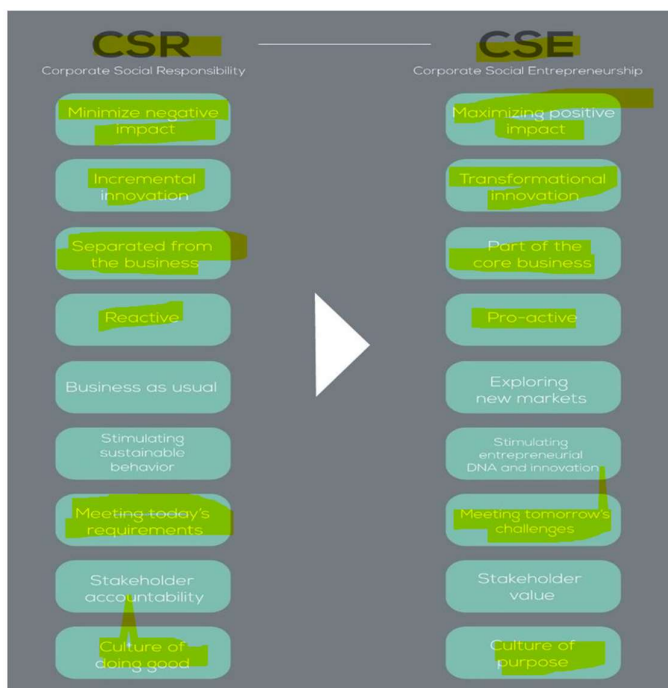 CSR
Corporate Social Responsibility
Minimize negative
impact
Incremental
innovation
Separated from
the business
Reactive
Business as usual
Stimulating
sustainable
behavior
Meeting today's
requirements
Stakeholder
accountability
Culture of
doing good
CSE
Corporate Social Entrepreneurship
Maximizing positive
impact
Transformational
innovation
Part of the
core business
Pro-active
Exploring
new markets
Stimulating
entrepreneurial
DNA and innovation
Meeting tomorrow's
challenges
Stakeholder
value
Culture of
purpose